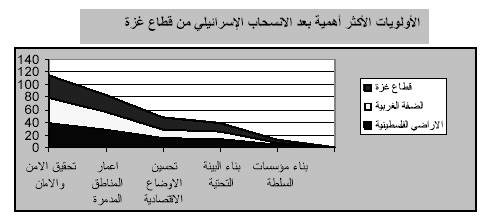 الأولويات الأكثر أهمية بعد الانسحاب الإسرائيلي من قطاع غزة
140
120
100
80
60
40
20
0
قطاع غزة
الضفة الغربية
الاراضي الفلسطينية
تحقيق الامن
والامان
اعمار
المناطق
المدمرة
تحسين
الاوضاع
الاقتصادية
بناء البينة
التحتية
بناء مؤسسات
السلطة